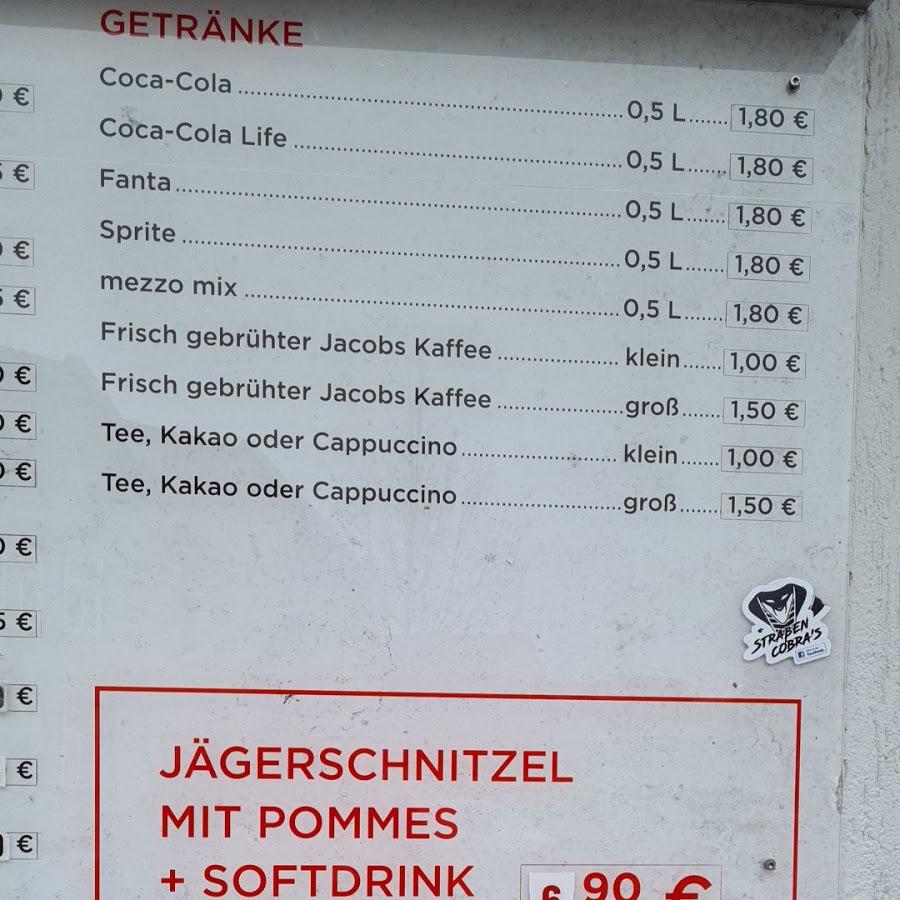 GETRÄNKE
Coca-Cola 0,5 L 1,80 €
Coca-Cola Life 0,5 L 1,80 €
Fanta 0,5 L 1,80 €
Sprite 0,5 L 1,80 €
mezzo mix 0,5 L 1,80 €
Frisch gebrühter Jacobs Kaffee klein 1,00 €
Frisch gebrühter Jacobs Kaffee groß 1,50 €
Tee, Kakao oder Cappuccino klein 1,00 €
Tee, Kakao oder Cappuccino groß 1,50 €
STRAßEN
COBRA'S
JÄGERSCHNITZEL
MIT POMMES
+ SOFTDRINK 6,90 €